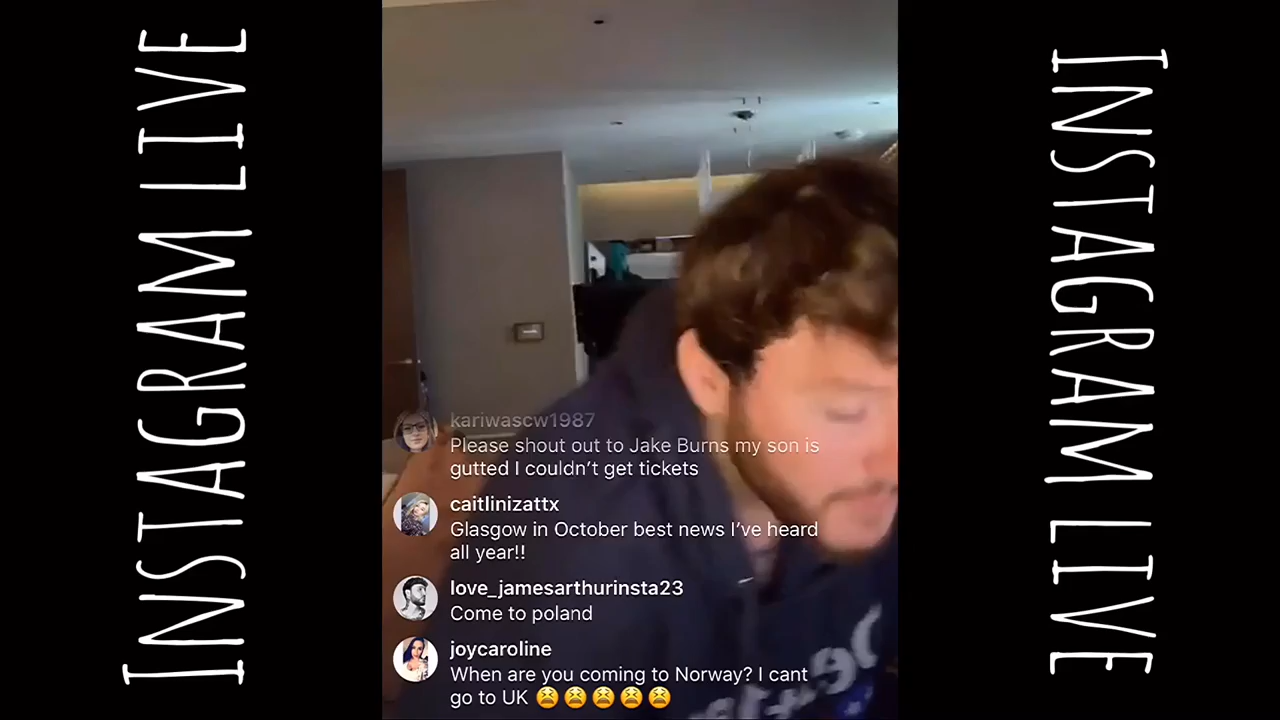 INSTAGRAM LIVE
kariwascw1987
Please shout out to Jake Burns my son is
gutted I couldn't get tickets
caitlinizattx
Glasgow in October best news I've heard
all year!!
love_jamesarthurinsta23
Come to poland
joycaroline
When are you coming to Norway? I cant
go to UK 😫😫😫😫😫
INSTAGRAM LIVE